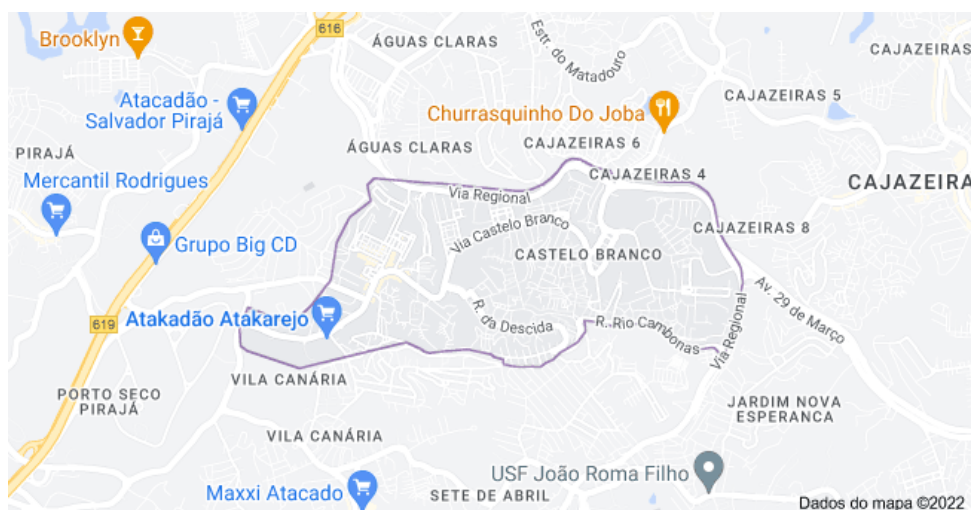 Brooklyn
616
ÁGUAS CLARAS
Estr. do Matadouro
CAJAZEIRAS
Atacadão -
Salvador Pirajá
CAJAZEIRAS 5
Churrasquinho Do Joba
CAJAZEIRAS 6
ÁGUAS CLARAS
PIRAJÁ
Mercantil Rodrigues
CAJAZEIRAS 4
CAJAZEIRA
Via Regional
Via Castelo Branco
CAJAZEIRAS 8
Grupo Big CD
CASTELO BRANCO
Av. 29 de Março
Via Regional
R. da Descida
R. Rio Cambonas
Atakadão Atakarejo
619
VILA CANÁRIA
PORTO SECO
PIRAJÁ
JARDIM NOVA
ESPERANCA
VILA CANÁRIA
USF João Roma Filho
Maxxi Atacado
SETE DE ABRIL
Dados do mapa ©2022